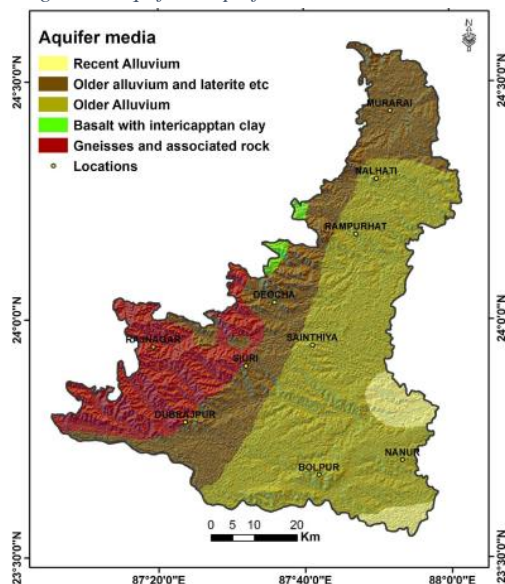 Aquifer media
Recent Alluvium
Older alluvium and laterite etc
Older Alluvium
Basalt with intericapptan clay
Gneisses and associated rock
Locations
N
24°30'0"N
24°30'0"N
MURARAI
NALHATI
RAMPURHAT
DEOCHA
24°0'0"N
24°0'0"N
RAJNAGAR
SAINTHIYA
SIURI
DUBRAJPUR
NANUR
BOLPUR
0 5 10 20
Km
23°30'0"N
23°30'0"N
87°20'0"E
87°40'0"E
88°0'0"E